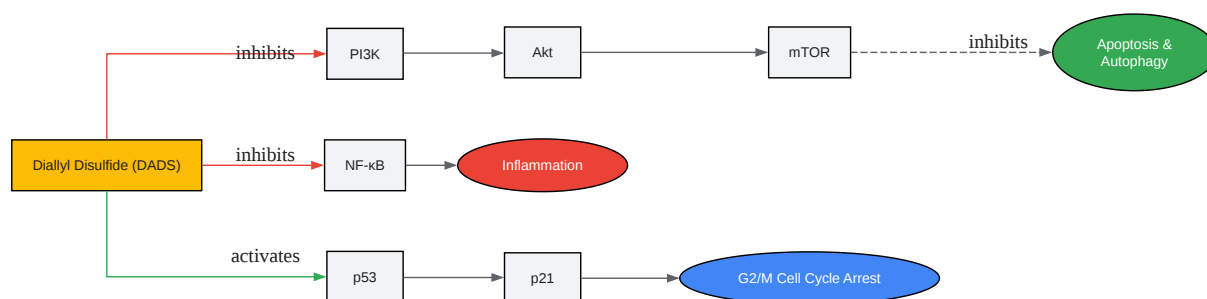 inhibits
PI3K
Akt
mTOR
inhibits
Apoptosis &
Autophagy
Diallyl Disulfide (DADS)
inhibits
NF-κB
Inflammation
activates
p53
p21
G2/M Cell Cycle Arrest